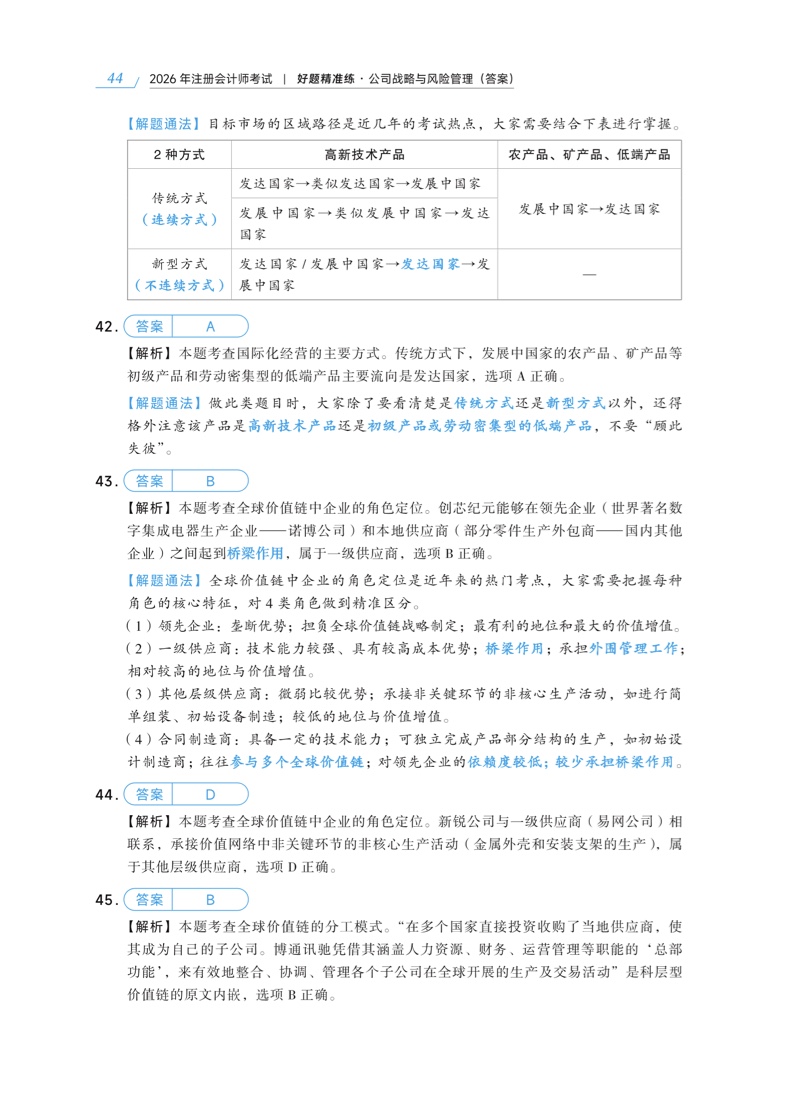 44 2026 年注册会计师考试 | 好题精准练 · 公司战略与风险管理（答案）
【解题通法】目标市场的区域路径是近几年的考试热点，大家需要结合下表进行掌握。
2 种方式 高新技术产品 农产品、矿产品、低端产品
传统方式
（连续方式）
发达国家→类似发达国家→发展中国家
发展中国家→类似发展中国家→发达
国家
发展中国家→发达国家
新型方式
（不连续方式）
发达国家 / 发展中国家→发达国家→发
展中国家
—
42. 答案 A
【解析】本题考查国际化经营的主要方式。传统方式下，发展中国家的农产品、矿产品等
初级产品和劳动密集型的低端产品主要流向是发达国家，选项 A 正确。
【解题通法】做此类题目时，大家除了要看清楚是传统方式还是新型方式以外，还得
格外注意该产品是高新技术产品还是初级产品或劳动密集型的低端产品，不要“顾此
失彼”。
43. 答案 B
【解析】本题考查全球价值链中企业的角色定位。创芯纪元能够在领先企业（世界著名数
字集成电器生产企业——诺博公司）和本地供应商（部分零件生产外包商——国内其他
企业）之间起到桥梁作用，属于一级供应商，选项 B 正确。
【解题通法】全球价值链中企业的角色定位是近年来的热门考点，大家需要把握每种
角色的核心特征，对 4 类角色做到精准区分。
（1）领先企业：垄断优势；担负全球价值链战略制定；最有利的地位和最大的价值增值。
（2）一级供应商：技术能力较强、具有较高成本优势；桥梁作用；承担外围管理工作；
相对较高的地位与价值增值。
（3）其他层级供应商：微弱比较优势；承接非关键环节的非核心生产活动，如进行简
单组装、初始设备制造；较低的地位与价值增值。
（4）合同制造商：具备一定的技术能力；可独立完成产品部分结构的生产，如初始设
计制造商；往往参与多个全球价值链；对领先企业的依赖度较低；较少承担桥梁作用。
44. 答案 D
【解析】本题考查全球价值链中企业的角色定位。新锐公司与一级供应商（易网公司）相
联系，承接价值网络中非关键环节的非核心生产活动（金属外壳和安装支架的生产），属
于其他层级供应商，选项 D 正确。
45. 答案 B
【解析】本题考查全球价值链的分工模式。“在多个国家直接投资收购了当地供应商，使
其成为自己的子公司。博通讯驰凭借其涵盖人力资源、财务、运营管理等职能的‘总部
功能’，来有效地整合、协调、管理各个子公司在全球开展的生产及交易活动”是科层型
价值链的原文内嵌，选项 B 正确。